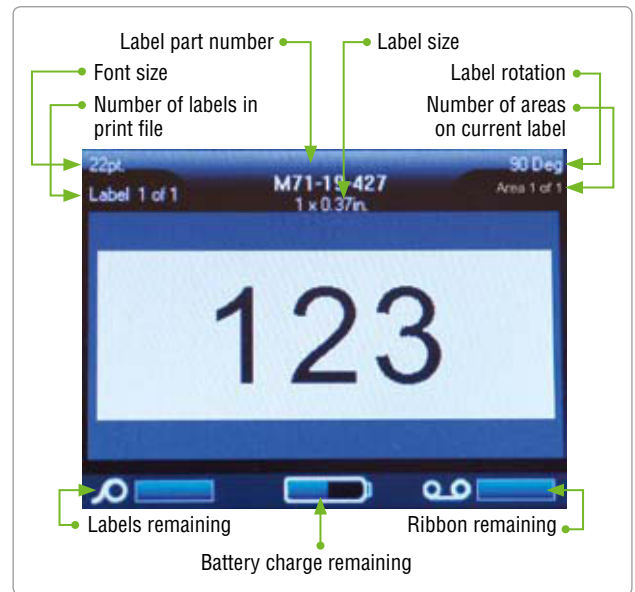 Label part number
Label size
Font size
Label rotation
Number of labels in
print file
Number of areas
on current label
22pt.
90 Deg
Label 1 of 1
M71-19-427
Area 1 of 1
1 x 0.37in.
123
Labels remaining
Ribbon remaining
Battery charge remaining